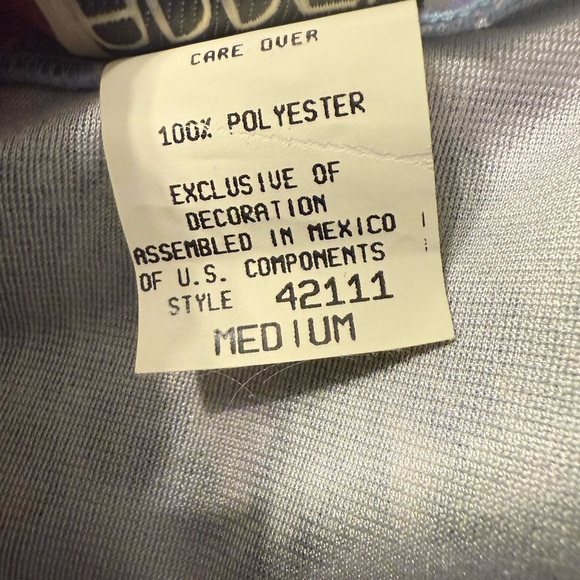 CARE OVER
100% POLYESTER
EXCLUSIVE OF
DECORATION
ASSEMBLED IN MEXICO
OF U.S. COMPONENTS
STYLE 42111
MEDIUM